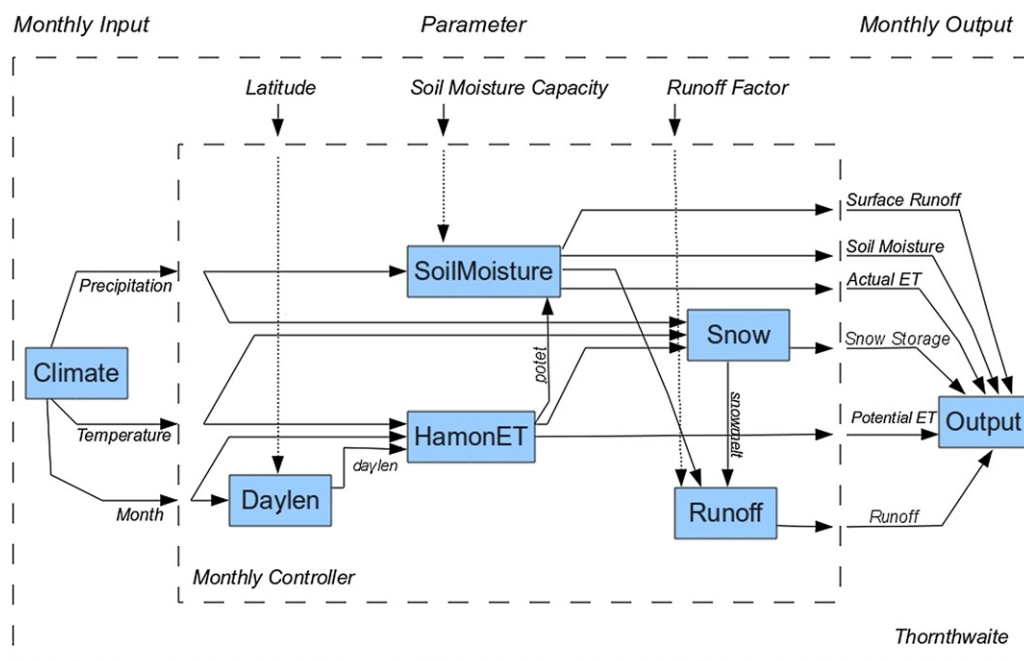 Monthly Input
Parameter
Monthly Output
Latitude
Soil Moisture Capacity
Runoff Factor
Surface Runoff
Soil Moisture
SoilMoisture
Precipitation
Actual ET
Snow
Snow Storage
Climate
potet
snowmelt
Temperature
HamonET
Potential ET
Output
daylen
Daylen
Month
Runoff
Runoff
Monthly Controller
Thornthwaite